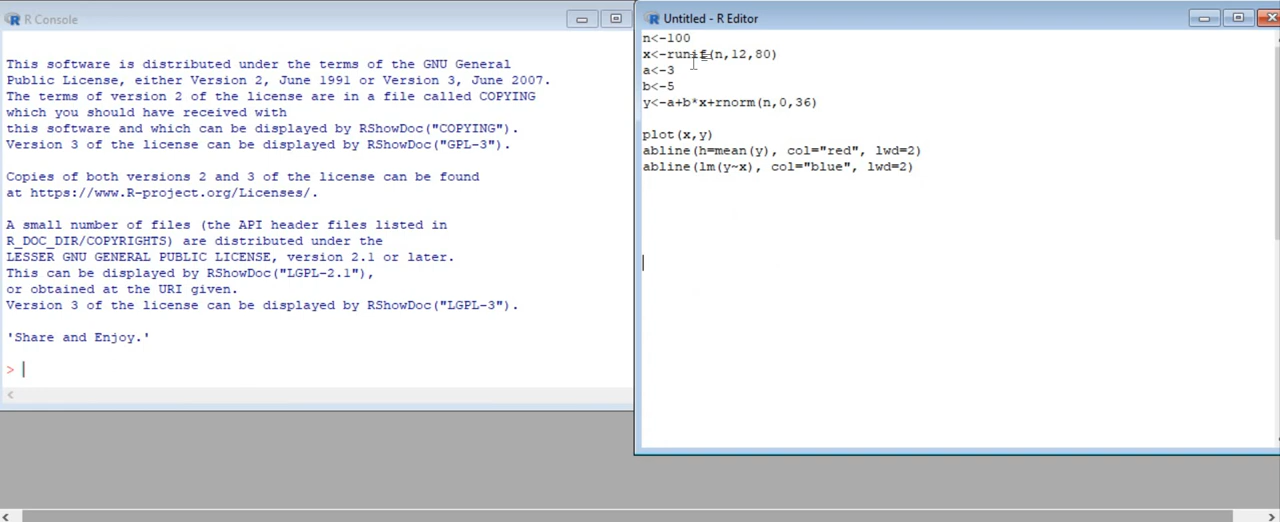 R Console
This software is distributed under the terms of the GNU General
Public License, either Version 2, June 1991 or Version 3, June 2007.
The terms of version 2 of the license are in a file called COPYING
which you should have received with
this software and which can be displayed by RShowDoc("COPYING").
Version 3 of the license can be displayed by RShowDoc("GPL-3").
Copies of both versions 2 and 3 of the license can be found
at https://www.R-project.org/Licenses/.
A small number of files (the API header files listed in
R_DOC_DIR/COPYRIGHTS) are distributed under the
LESSER GNU GENERAL PUBLIC LICENSE, version 2.1 or later.
This can be displayed by RShowDoc("LGPL-2.1"),
or obtained at the URI given.
Version 3 of the license can be displayed by RShowDoc("LGPL-3").
'Share and Enjoy.'
>
Untitled - R Editor
n<-100
x<-runif(n,12,80)
a<-3
b<-5
y<-a+b*x+rnorm(n,0,36)
plot(x,y)
abline(h=mean(y), col="red", lwd=2)
abline(lm(y~x), col="blue", lwd=2)